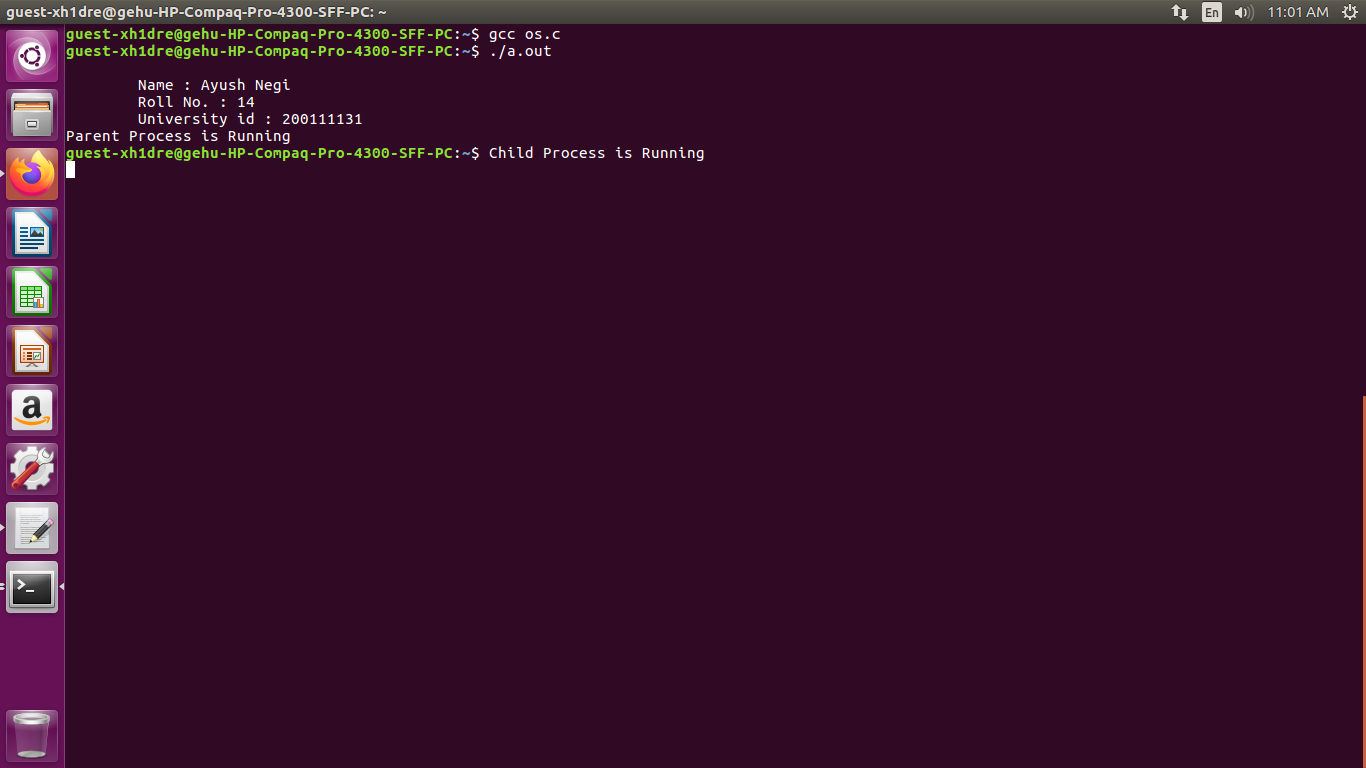 guest-xh1dre@gehu-HP-Compaq-Pro-4300-SFF-PC: ~
En
11:01 AM
guest-xh1dre@gehu-HP-Compaq-Pro-4300-SFF-PC:~$ gcc os.c
guest-xh1dre@gehu-HP-Compaq-Pro-4300-SFF-PC:~$ ./a.out
Name : Ayush Negi
Roll No. : 14
University id : 200111131
Parent Process is Running
guest-xh1dre@gehu-HP-Compaq-Pro-4300-SFF-PC:~$ Child Process is Running